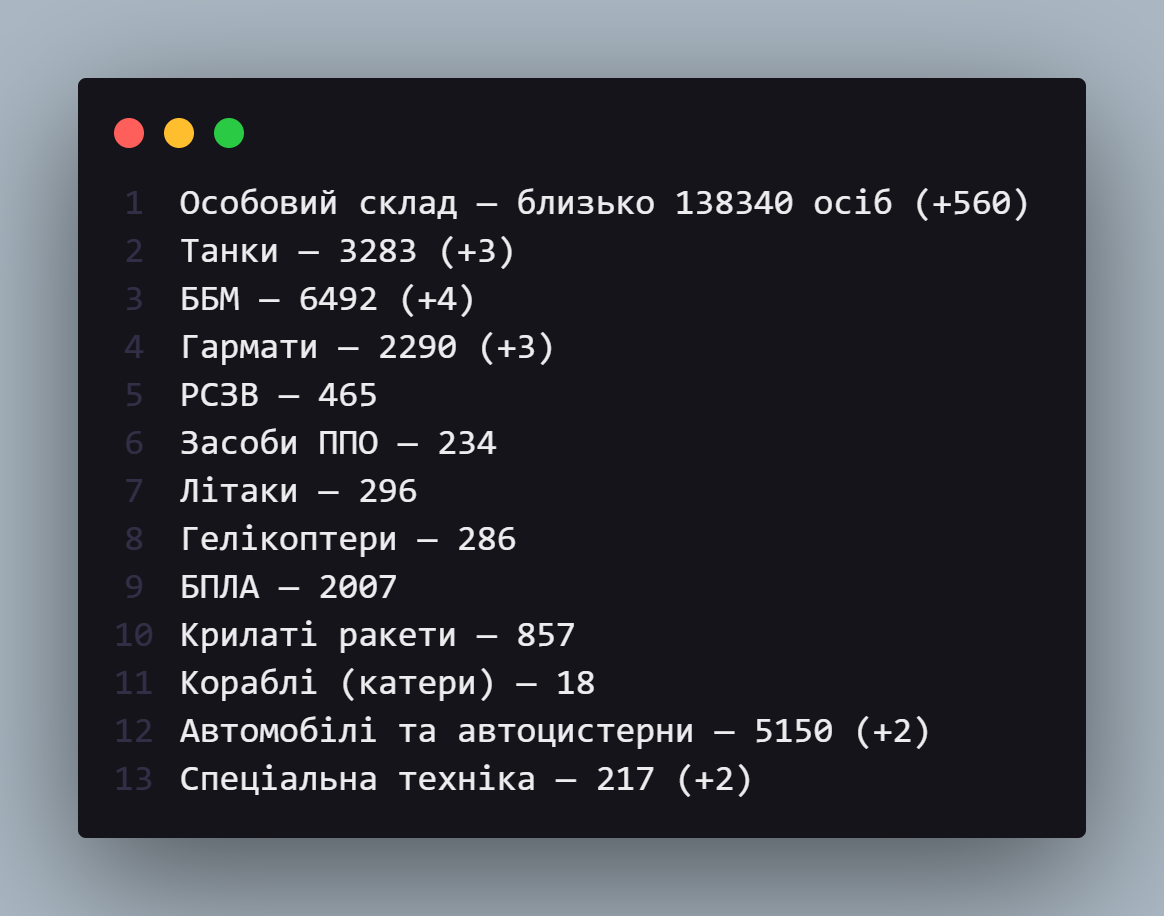 1 Особовий склад — близько 138340 осіб (+560)
2 Танки — 3283 (+3)
3 ББМ — 6492 (+4)
4 Гармати — 2290 (+3)
5 РСЗВ — 465
6 Засоби ППО — 234
7 Літаки — 296
8 Гелікоптери — 286
9 БПЛА — 2007
10 Крилаті ракети — 857
11 Кораблі (катери) — 18
12 Автомобілі та автоцистерни — 5150 (+2)
13 Спеціальна техніка — 217 (+2)